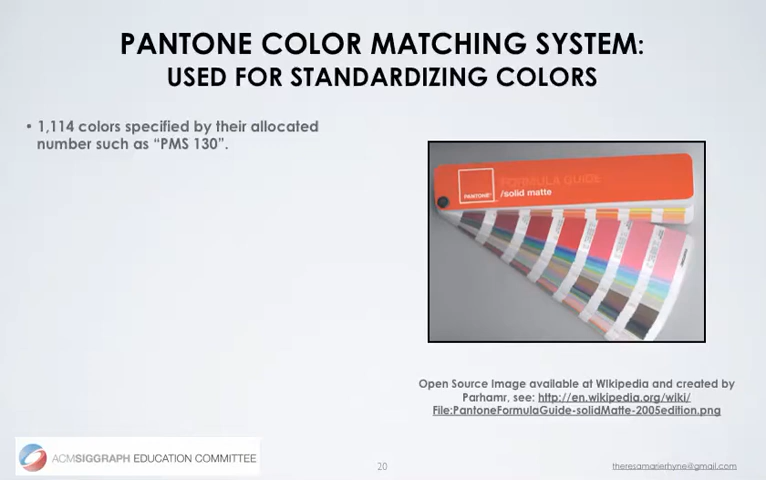 PANTONE COLOR MATCHING SYSTEM:
USED FOR STANDARDIZING COLORS
• 1,114 colors specified by their allocated
number such as “PMS 130”.
PANTONE
FORMULA GUIDE
/solid matte
Open Source Image available at Wikipedia and created by
Parhamr, see: http://en.wikipedia.org/wiki/
File:PantoneFormulaGuide-solidMatte-2005edition.png
ACMSIGGRAPH EDUCATION COMMITTEE
20
theresamarierhyne@gmail.com